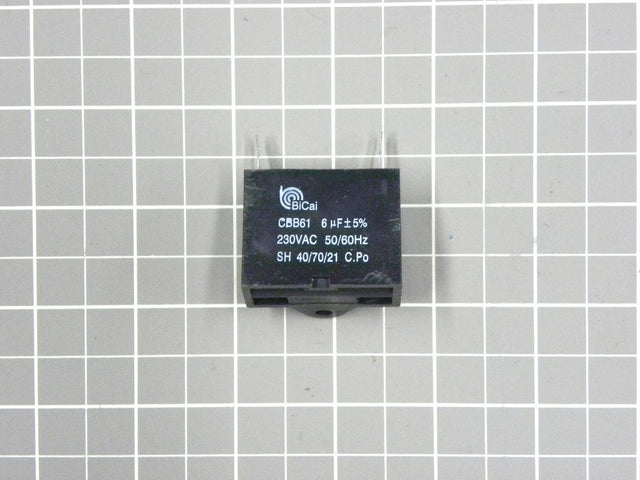 BiCai
CBB61 6 µF±5%
230VAC 50/60Hz
SH 40/70/21 C.Po